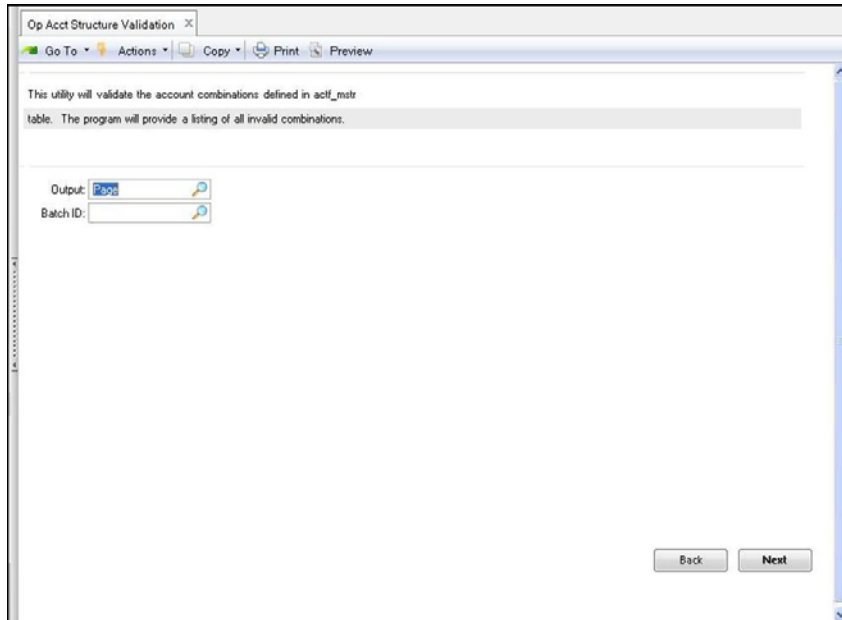 Op Acct Structure Validation
Go To Actions Copy Print Preview
This utility will validate the account combinations defined in actf_mstr
table. The program will provide a listing of all invalid combinations.
Output: Page
Batch ID:
Back Next